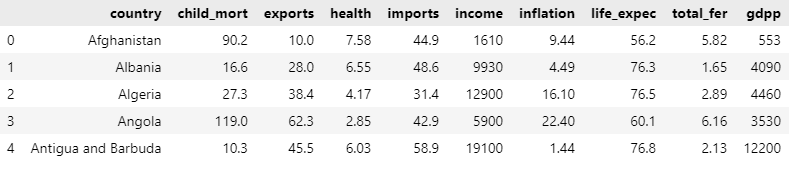 country child_mort exports health imports income inflation life_expec total_fer gdpp
0 Afghanistan 90.2 10.0 7.58 44.9 1610 9.44 56.2 5.82 553
1 Albania 16.6 28.0 6.55 48.6 9930 4.49 76.3 1.65 4090
2 Algeria 27.3 38.4 4.17 31.4 12900 16.10 76.5 2.89 4460
3 Angola 119.0 62.3 2.85 42.9 5900 22.40 60.1 6.16 3530
4 Antigua and Barbuda 10.3 45.5 6.03 58.9 19100 1.44 76.8 2.13 12200